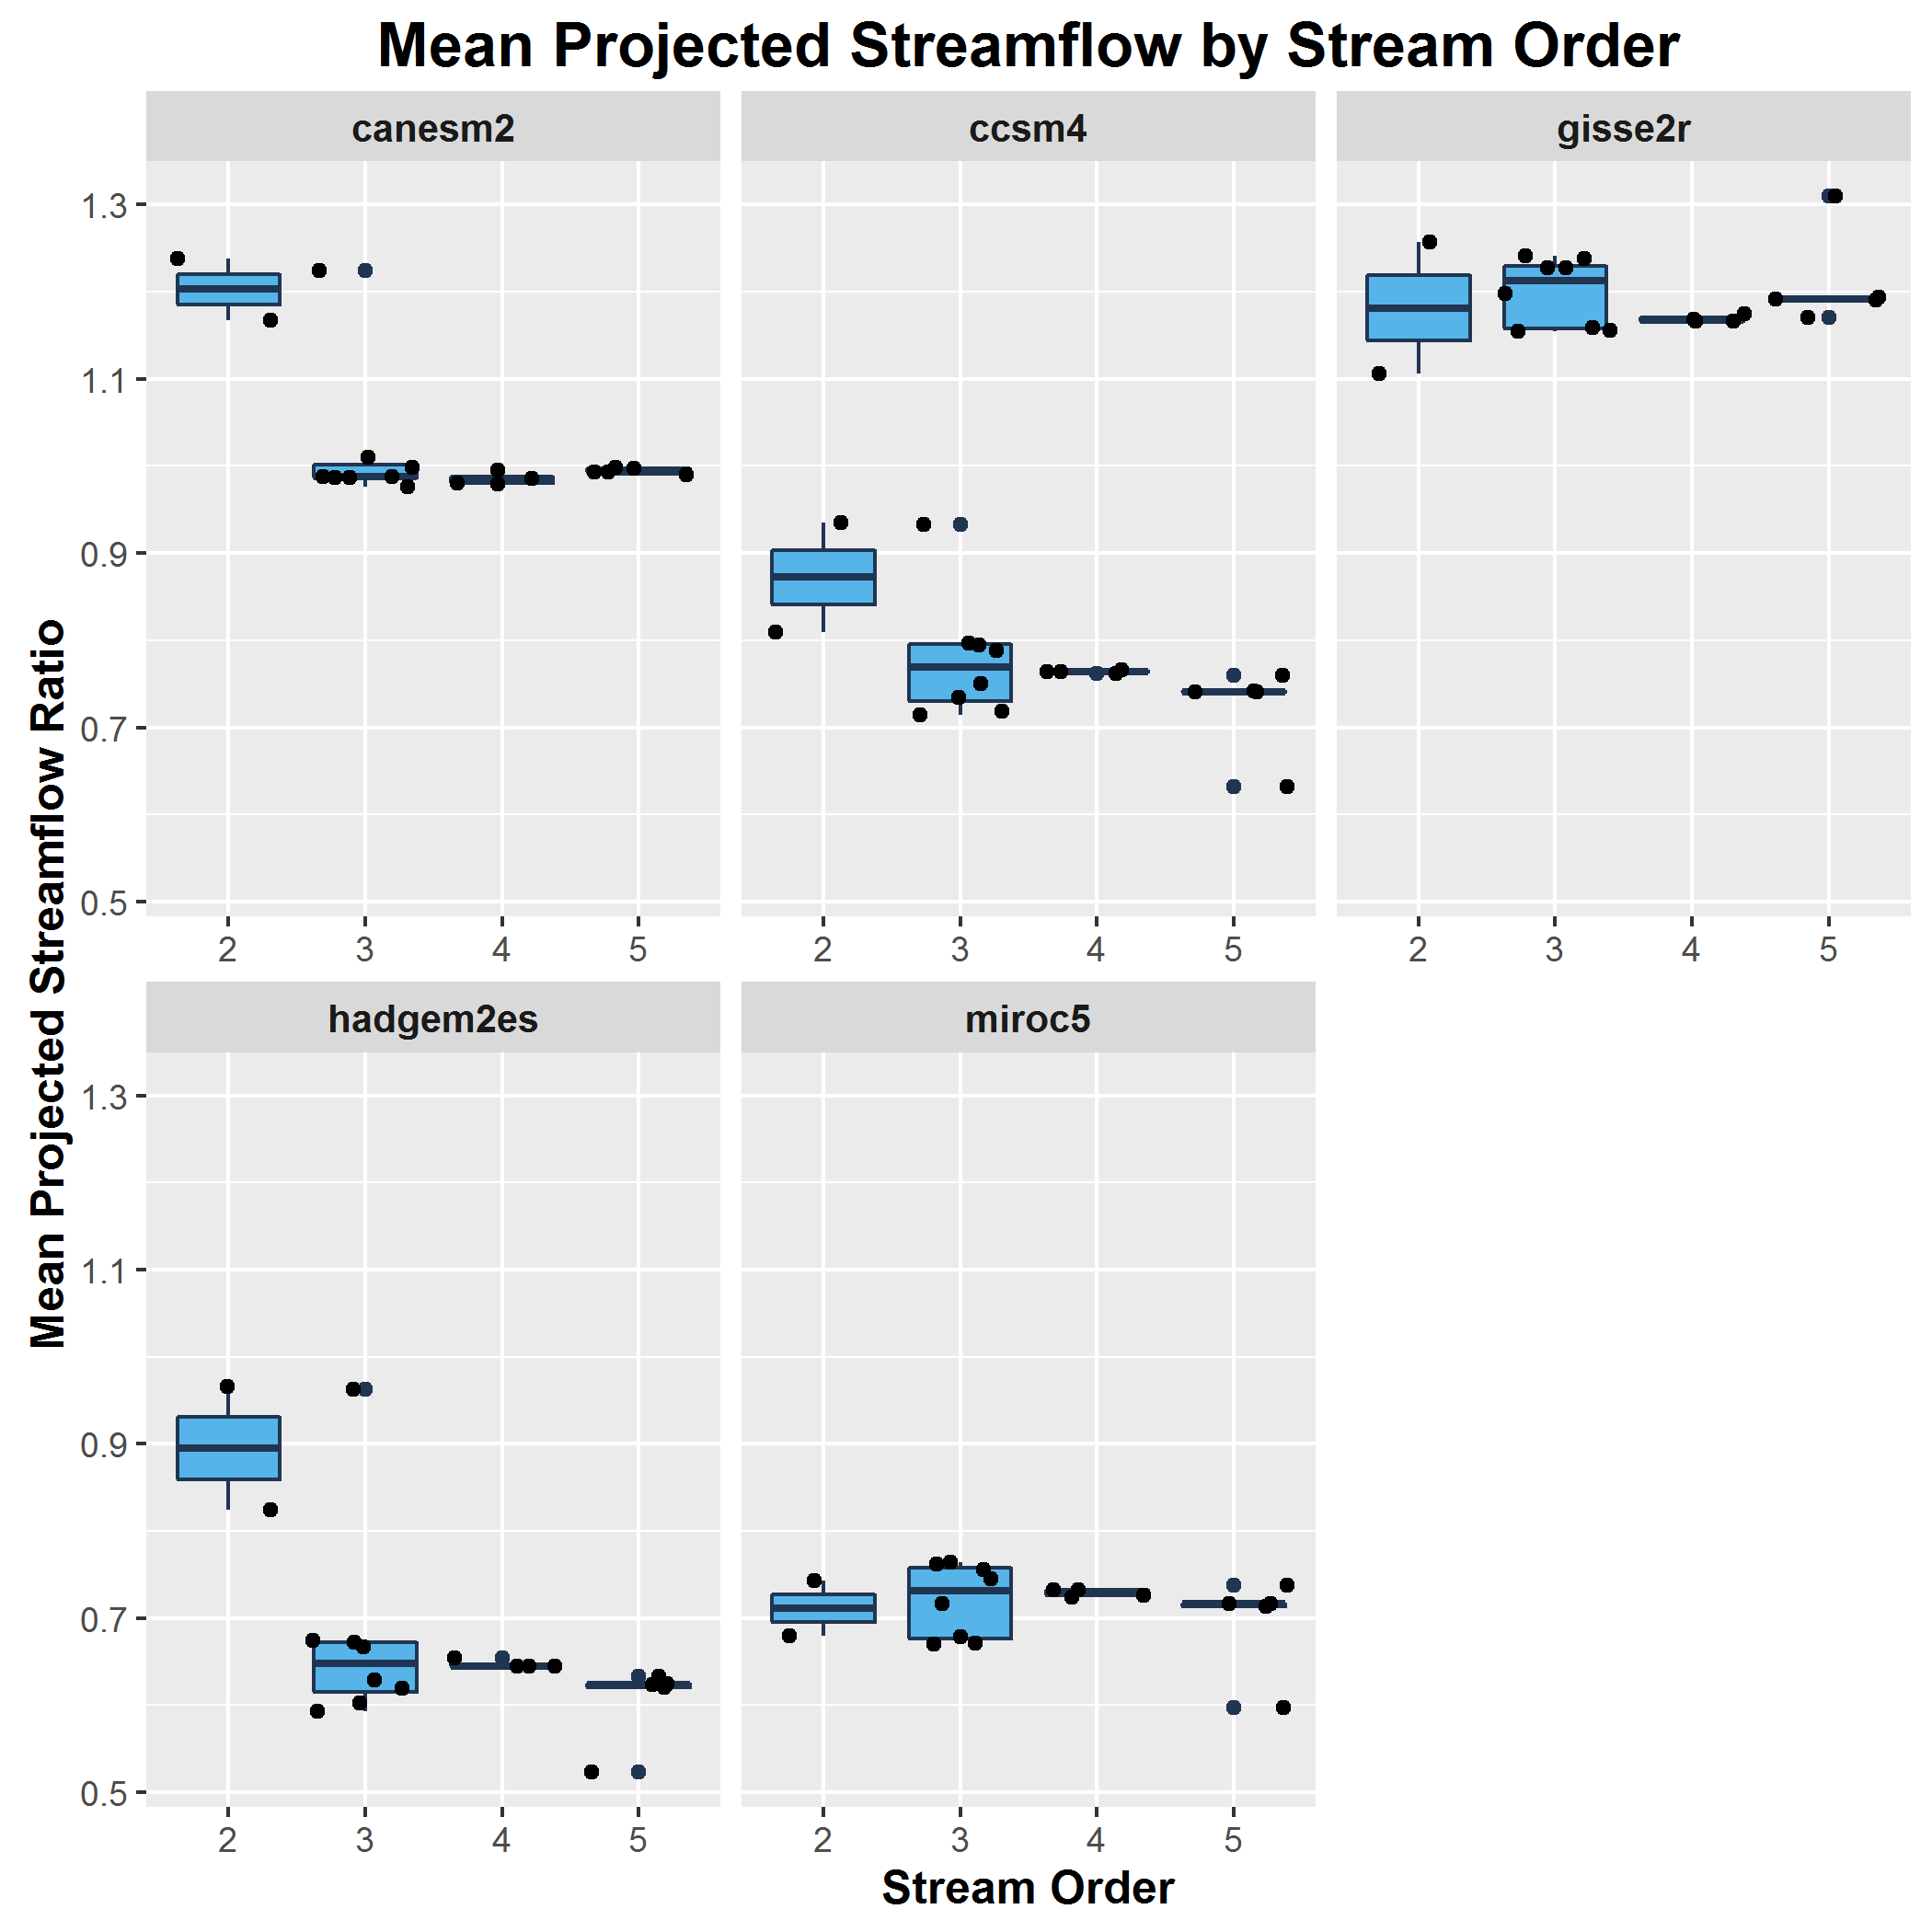 Mean Projected Streamflow by Stream Order
canesm2 ccsm4 gisse2r
Mean Projected Streamflow Ratio
1.3
1.1
0.9
0.7
0.5
2 3 4 5 2 3 4 5 2 3 4 5
hadgem2es miroc5
1.3
1.1
0.9
0.7
0.5
2 3 4 5 2 3 4 5
Stream Order